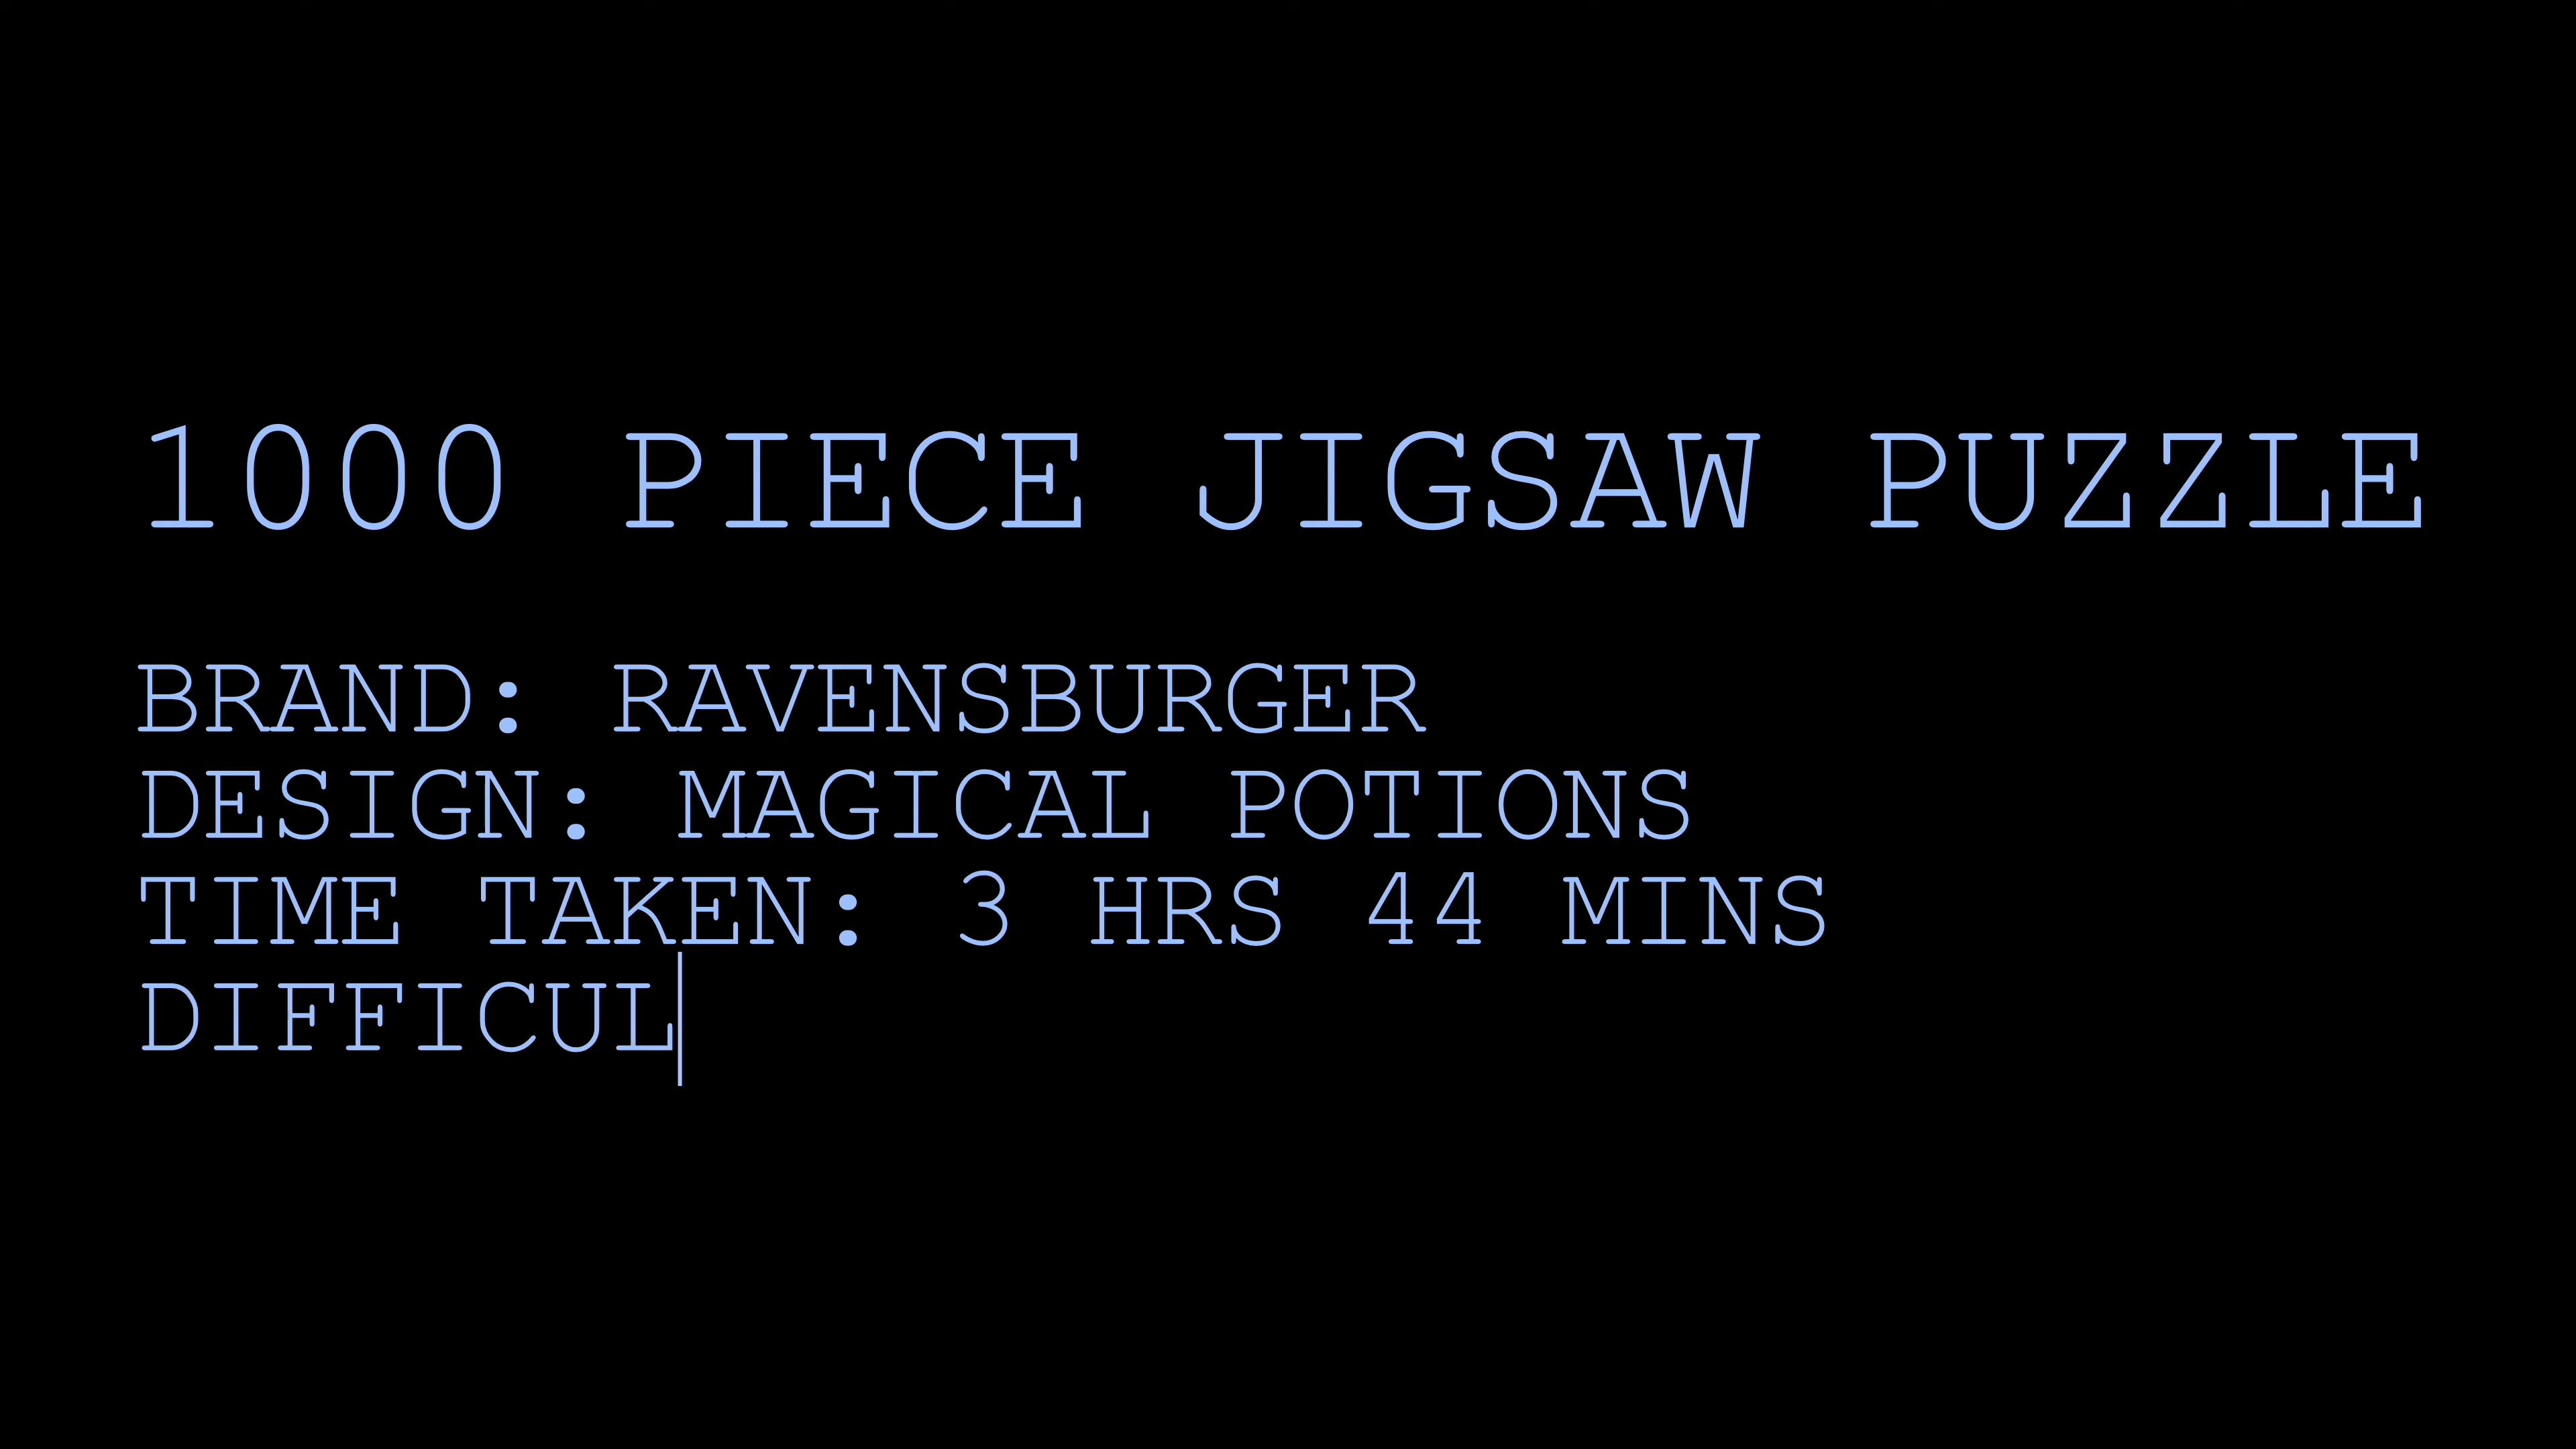 1000 PIECE JIGSAW PUZZLE
BRAND: RAVENSBURGER
DESIGN: MAGICAL POTIONS
TIME TAKEN: 3 HRS 44 MINS
DIFFICUL